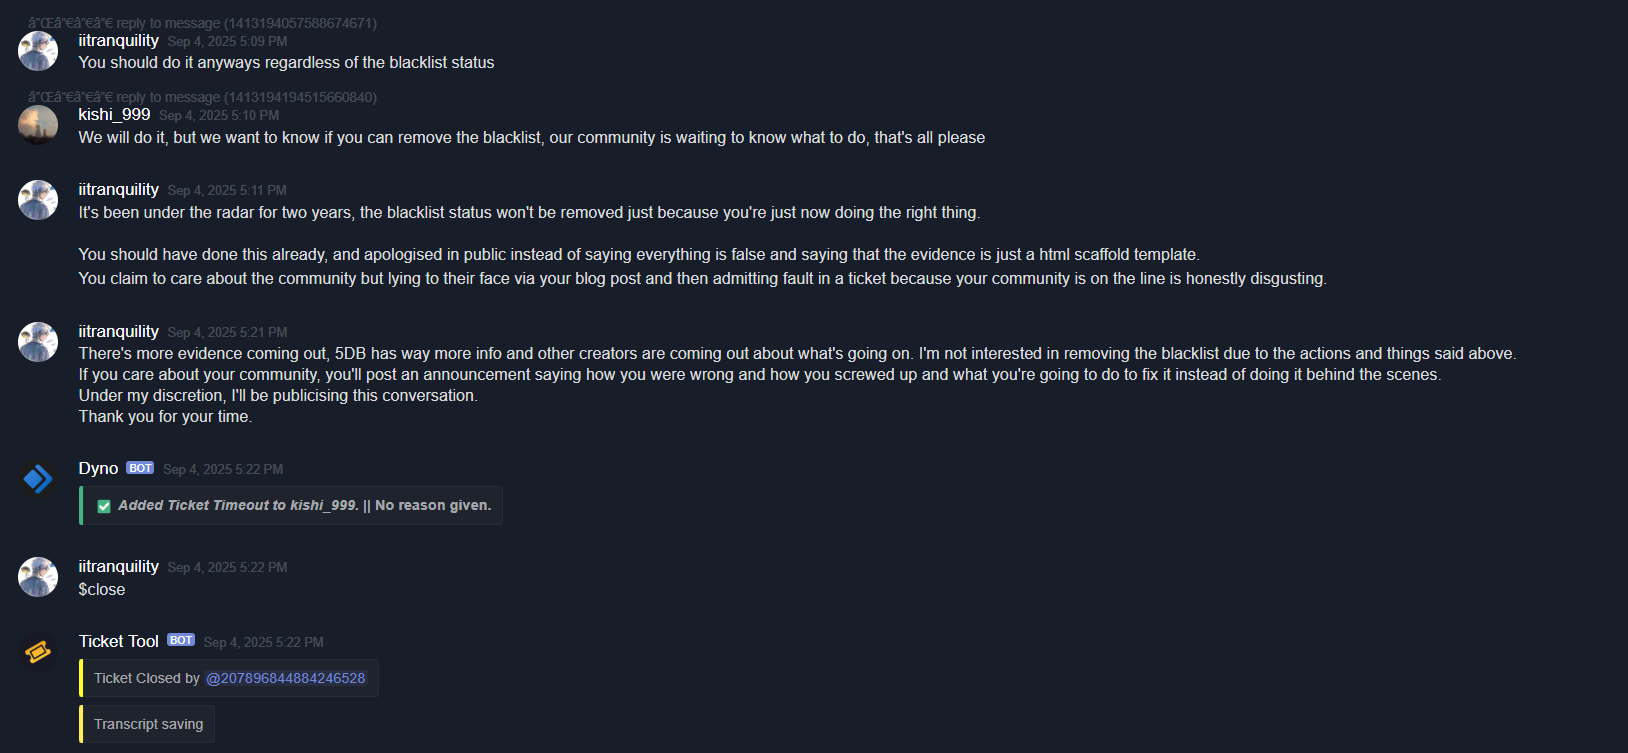 â"Œâ"€â"€â"€ reply to message (1413194057588674671)
iitranquility Sep 4, 2025 5:09 PM
You should do it anyways regardless of the blacklist status
â"Œâ"€â"€â"€ reply to message (1413194194515660840)
kishi_999 Sep 4, 2025 5:10 PM
We will do it, but we want to know if you can remove the blacklist, our community is waiting to know what to do, that's all please
iitranquility Sep 4, 2025 5:11 PM
It's been under the radar for two years, the blacklist status won't be removed just because you're just now doing the right thing.
You should have done this already, and apologised in public instead of saying everything is false and saying that the evidence is just a html scaffold template.
You claim to care about the community but lying to their face via your blog post and then admitting fault in a ticket because your community is on the line is honestly disgusting.
iitranquility Sep 4, 2025 5:21 PM
There's more evidence coming out, 5DB has way more info and other creators are coming out about what's going on. I'm not interested in removing the blacklist due to the actions and things said above.
If you care about your community, you'll post an announcement saying how you were wrong and how you screwed up and what you're going to do to fix it instead of doing it behind the scenes.
Under my discretion, I'll be publicising this conversation.
Thank you for your time.
Dyno BOT Sep 4, 2025 5:22 PM
Added Ticket Timeout to kishi_999. || No reason given.
iitranquility Sep 4, 2025 5:22 PM
$close
Ticket Tool BOT Sep 4, 2025 5:22 PM
Ticket Closed by @207896844884246528
Transcript saving